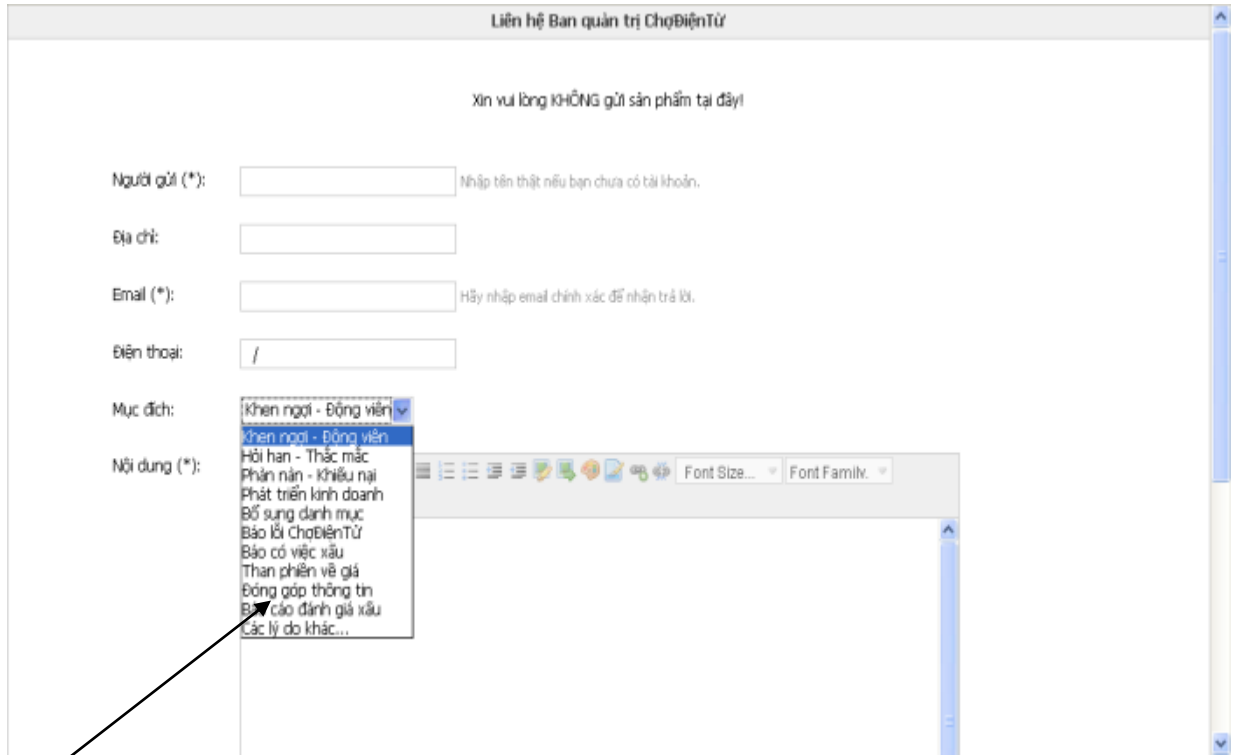 Liên hệ Ban quản trị ChợĐiệnTử
Xin vui lòng KHÔNG gửi sản phẩm tại đây!
Người gửi (*):
Nhập tên thật nếu bạn chưa có tài khoản.
Địa chỉ:
Email (*):
Hãy nhập email chính xác để nhận trả lời.
Điện thoại:
/
Mục đích:
Khen ngợi - Động viên
Khen ngợi - Động viên
Hỏi han - Thắc mắc
Nội dung (*):
Font Size...
Font Family.
Phàn nàn - Khiếu nại
Phát triển kinh doanh
Bổ sung danh mục
Báo lỗi ChợĐiệnTử
Báo có việc xấu
Than phiền về giá
Đóng góp thông tin
Báo cáo đánh giá xấu
Các lý do khác...